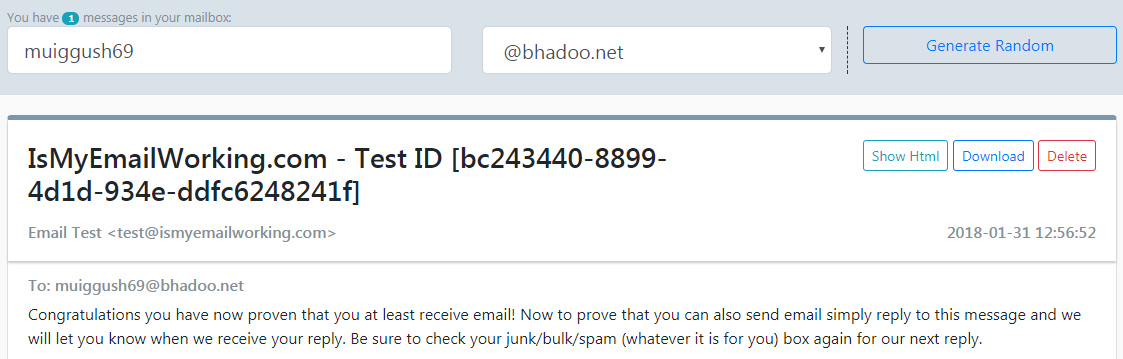 You have 1 messages in your mailbox:
muiggush69 @bhadoo.net Generate Random
IsMyEmailWorking.com - Test ID [bc243440-8899-
4d1d-934e-ddfc6248241f]
Show Html Download Delete
Email Test <test@ismyemailworking.com> 2018-01-31 12:56:52
To: muiggush69@bhadoo.net
Congratulations you have now proven that you at least receive email! Now to prove that you can also send email simply reply to this message and we
will let you know when we receive your reply. Be sure to check your junk/bulk/spam (whatever it is for you) box again for our next reply.